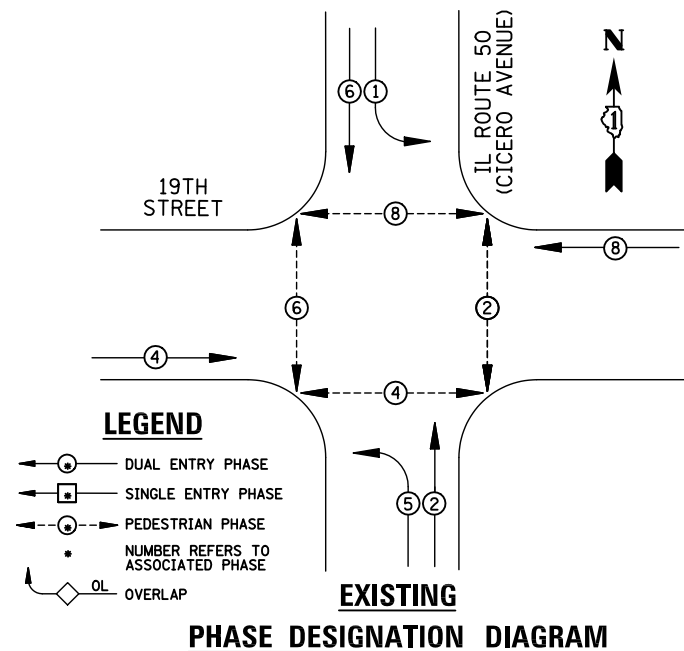 N
IL ROUTE 50
(CICERO AVENUE)
6
1
1
19TH
STREET
8
8
6
2
4
4
5
2
LEGEND
* DUAL ENTRY PHASE
* SINGLE ENTRY PHASE
* PEDESTRIAN PHASE
* NUMBER REFERS TO
ASSOCIATED PHASE
OL OVERLAP
EXISTING
PHASE DESIGNATION DIAGRAM